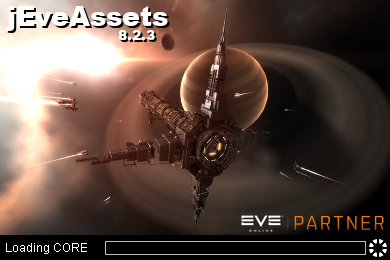 jEveAssets
8.2.3
EVE
ONLINE
PARTNER
Loading CORE